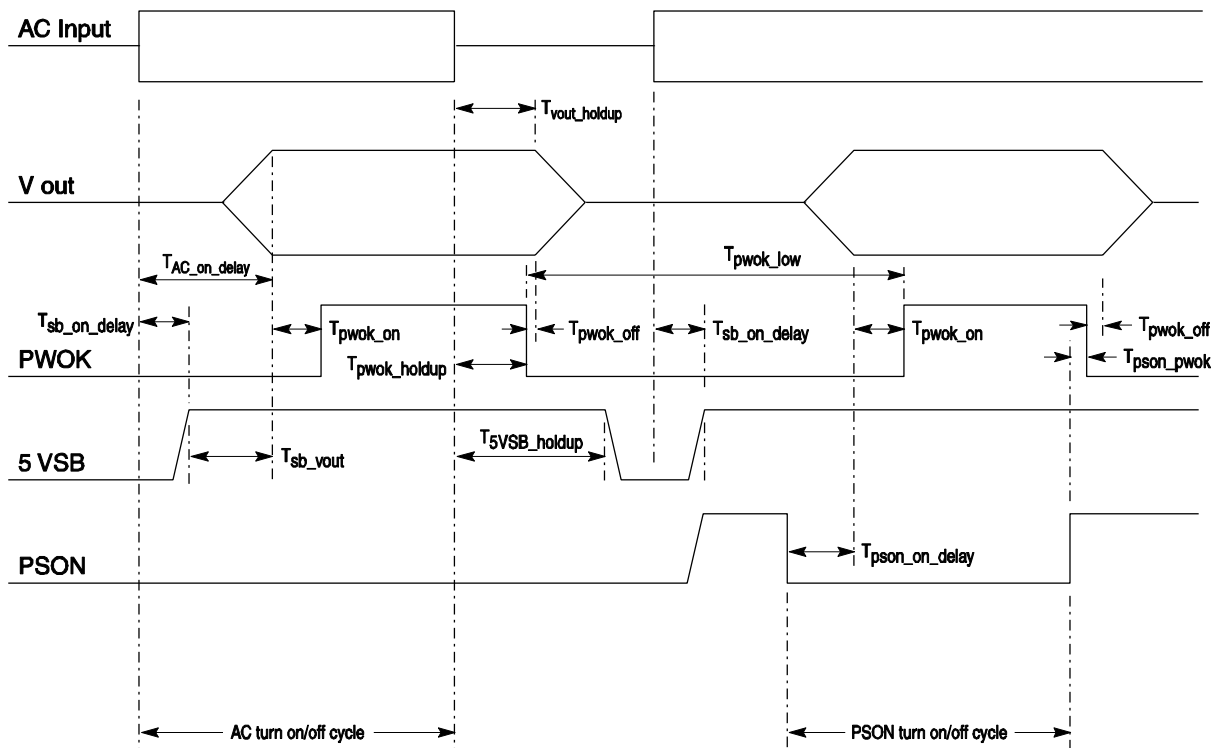 AC Input
Tvout_holdup
V out
TAC_on_delay
Tpwok_low
Tsb_on_delay
Tpwok_on
Tpwok_off
Tsb_on_delay
Tpwok_on
Tpwok_off
PWOK
Tpwok_holdup
Tpson_pwok
5 VSB
Tsb_vout
T5VSB_holdup
PSON
Tpson_on_delay
AC turn on/off cycle
PSON turn on/off cycle